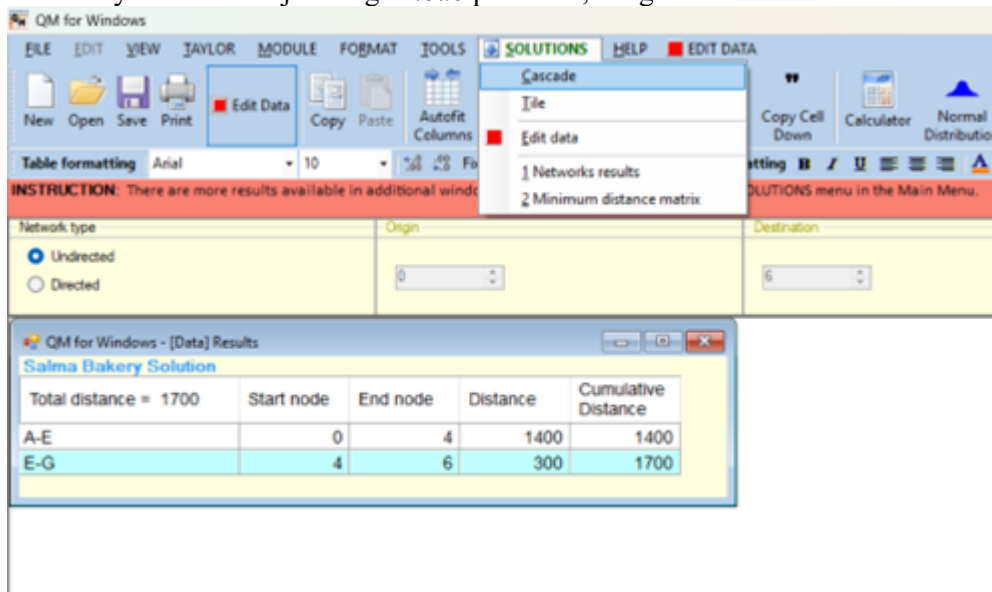 QM for Windows
FILE EDIT VIEW TAYLOR MODULE FORMAT TOOLS SOLUTIONS HELP EDIT DATA
Cascade
Tile
Edit data
1 Networks results
2 Minimum distance matrix
New Open Save Print Edit Data Copy Paste Autofit Columns Copy Cell Down Calculator Normal
Table formatting Arial 10 B I U A
INSTRUCTION: There are more results available in additional SOLUTIONS menu in the Main Menu.
Network type Origin Destination
Undirected
Directed
0 6
QM for Windows - [Data] Results
Salma Bakery Solution
Total distance = 1700 Start node End node Distance Cumulative Distance
A-E 0 4 1400 1400
E-G 4 6 300 1700